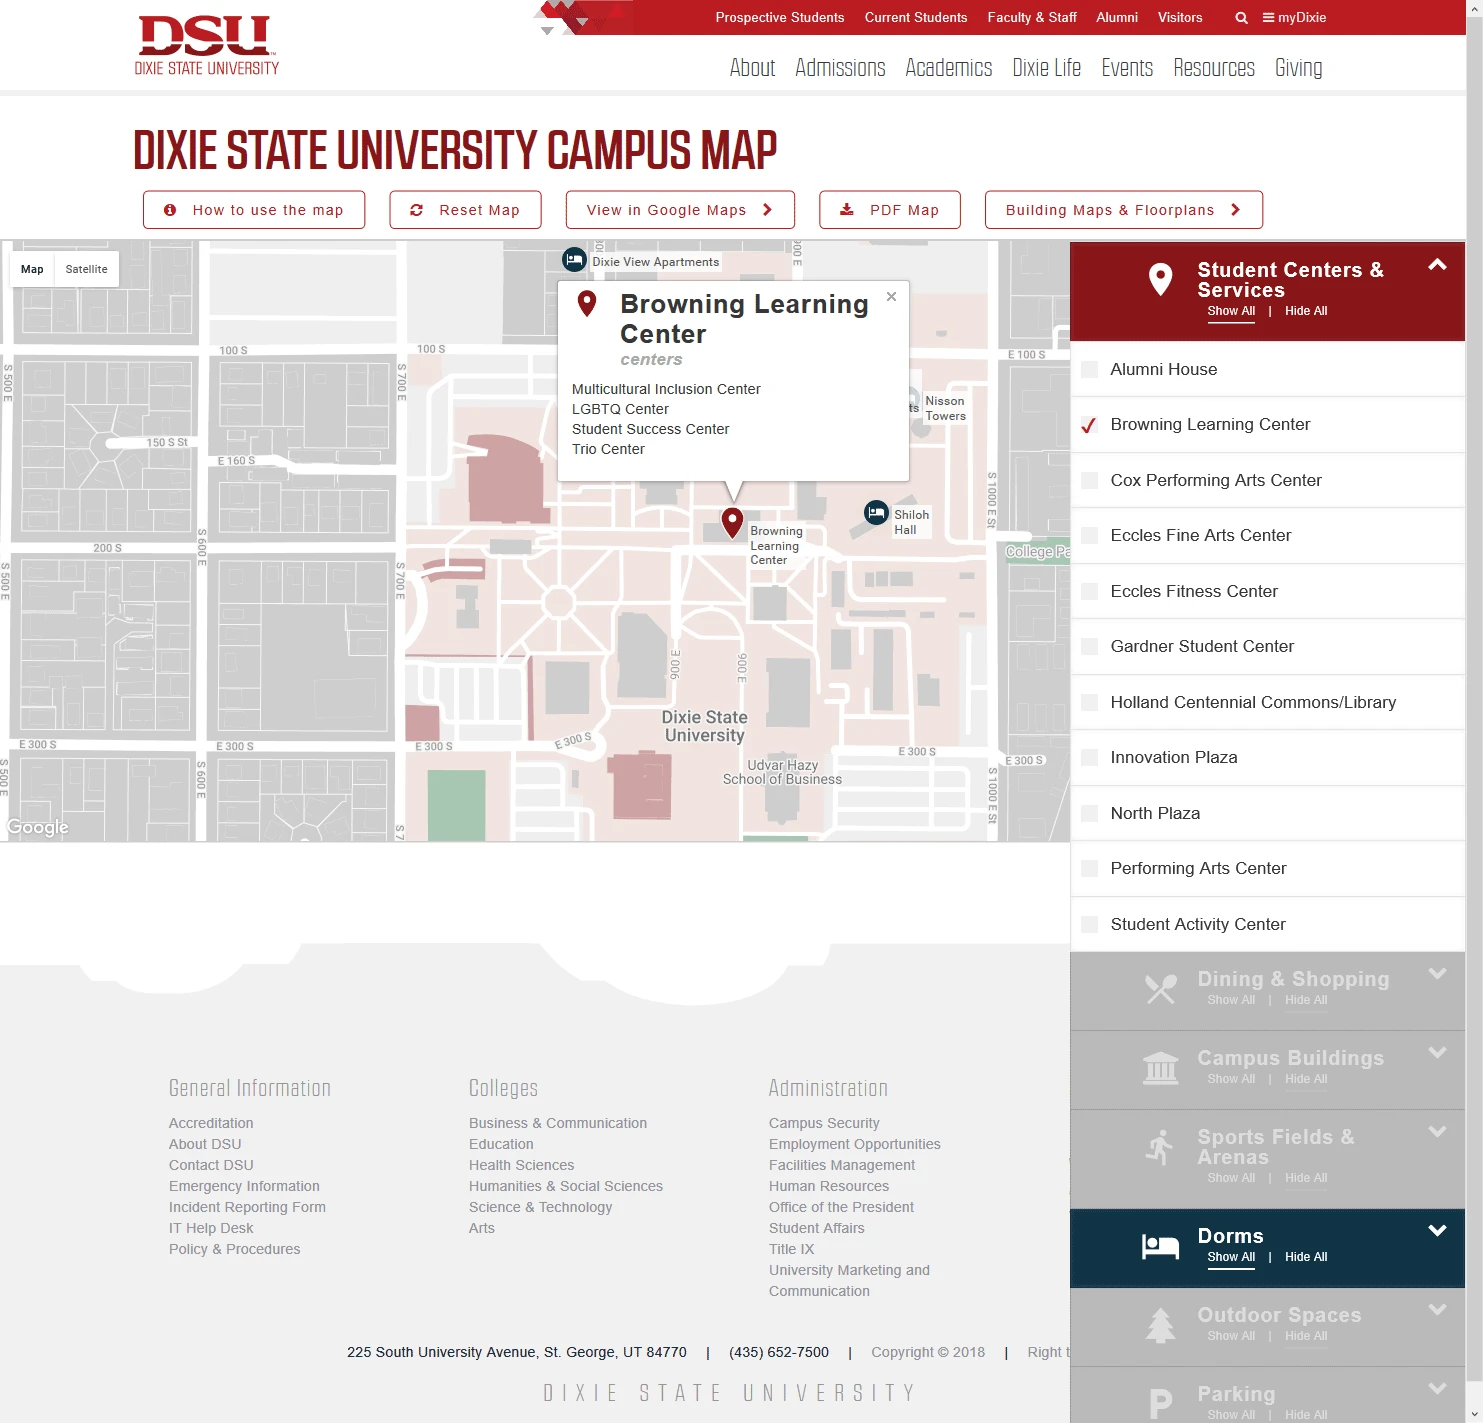 DSU
DIXIE STATE UNIVERSITY
Prospective Students
Current Students
Faculty & Staff
Alumni
Visitors
myDixie
About
Admissions
Academics
Dixie Life
Events
Resources
Giving
DIXIE STATE UNIVERSITY CAMPUS MAP
How to use the map
Reset Map
View in Google Maps
PDF Map
Building Maps & Floorplans
Map
Satellite
Dixie View Apartments
900 E
Browning Learning
Center
centers
Multicultural Inclusion Center
LGBTQ Center
Student Success Center
Trio Center
100 S
100 S
E 100 S
S 500 E
S 700 E
ts
Nisson
Towers
150 S St
E 160 S
S 1000 E St
Shiloh
Hall
Browning
Learning
Center
200 S
S 600 E
College Pa
S 500 E
S 700 E
900 E
900 E
Dixie State
University
E 300 S
E 300 S
E 300 S
E 300 S
E 300 S
E 300 S
Udvar Hazy
School of Business
S 500 E
S 600 E
S 1000 E St
S 7
Google
Student Centers &
Services
Show All | Hide All
Alumni House
Browning Learning Center
Cox Performing Arts Center
Eccles Fine Arts Center
Eccles Fitness Center
Gardner Student Center
Holland Centennial Commons/Library
Innovation Plaza
North Plaza
Performing Arts Center
Student Activity Center
Dining & Shopping
Show All | Hide All
Campus Buildings
Show All | Hide All
Sports Fields &
Arenas
Show All | Hide All
Dorms
Show All | Hide All
Outdoor Spaces
Show All | Hide All
Parking
Show All | Hide All
General Information
Accreditation
About DSU
Contact DSU
Emergency Information
Incident Reporting Form
IT Help Desk
Policy & Procedures
Colleges
Business & Communication
Education
Health Sciences
Humanities & Social Sciences
Science & Technology
Arts
Administration
Campus Security
Employment Opportunities
Facilities Management
Human Resources
Office of the President
Student Affairs
Title IX
University Marketing and
Communication
225 South University Avenue, St. George, UT 84770 | (435) 652-7500 | Copyright © 2018 | Right t
DIXIE STATE UNIVERSITY